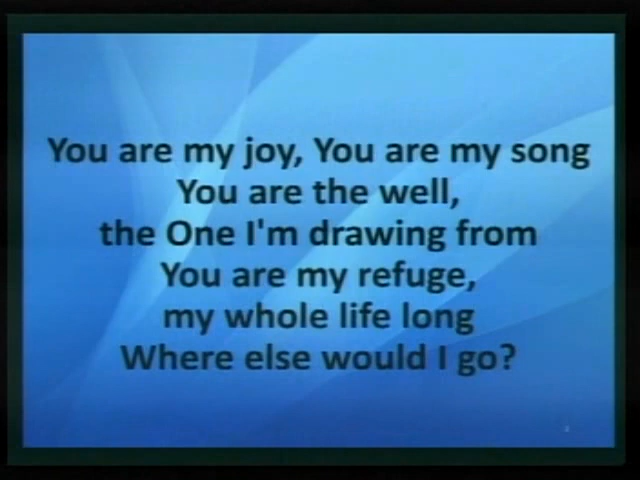 You are my joy, You are my song
You are the well,
the One I'm drawing from
You are my refuge,
my whole life long
Where else would I go?